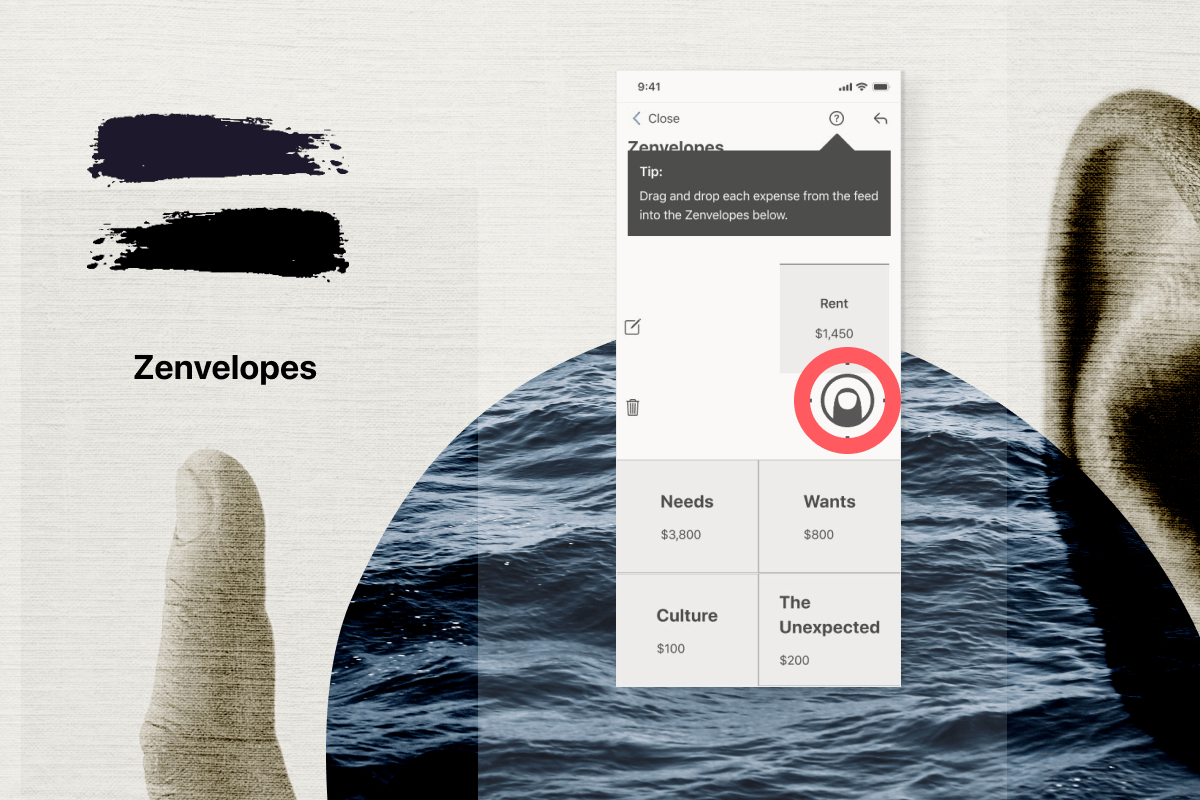 Zenvelopes
9:41
Close
?
Zenvelopes
Tip:
Drag and drop each expense from the feed
into the Zenvelopes below.
Rent
$1,450
Needs
$3,800
Wants
$800
Culture
$100
The
Unexpected
$200